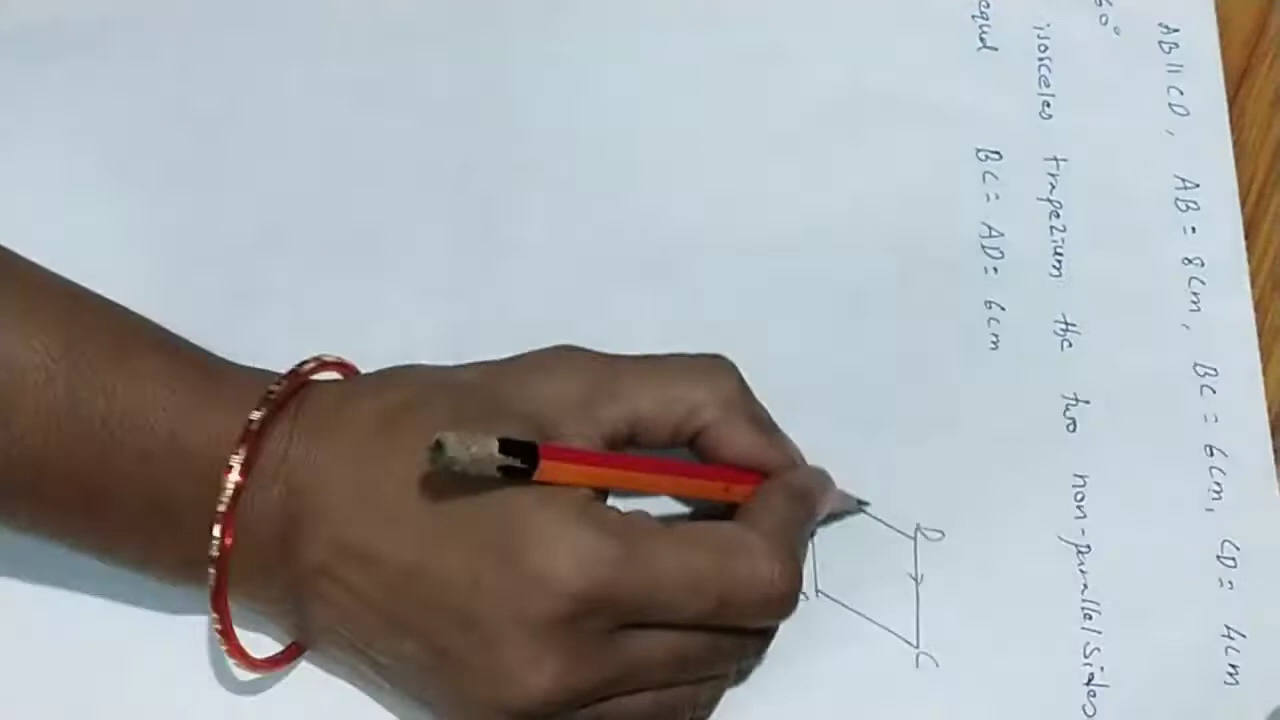 AB || CD, AB = 8cm, BC = 6cm, CD = 4cm
60°
isosceles trapezium the two non-parallel sides
equal BC = AD = 6cm
D
C